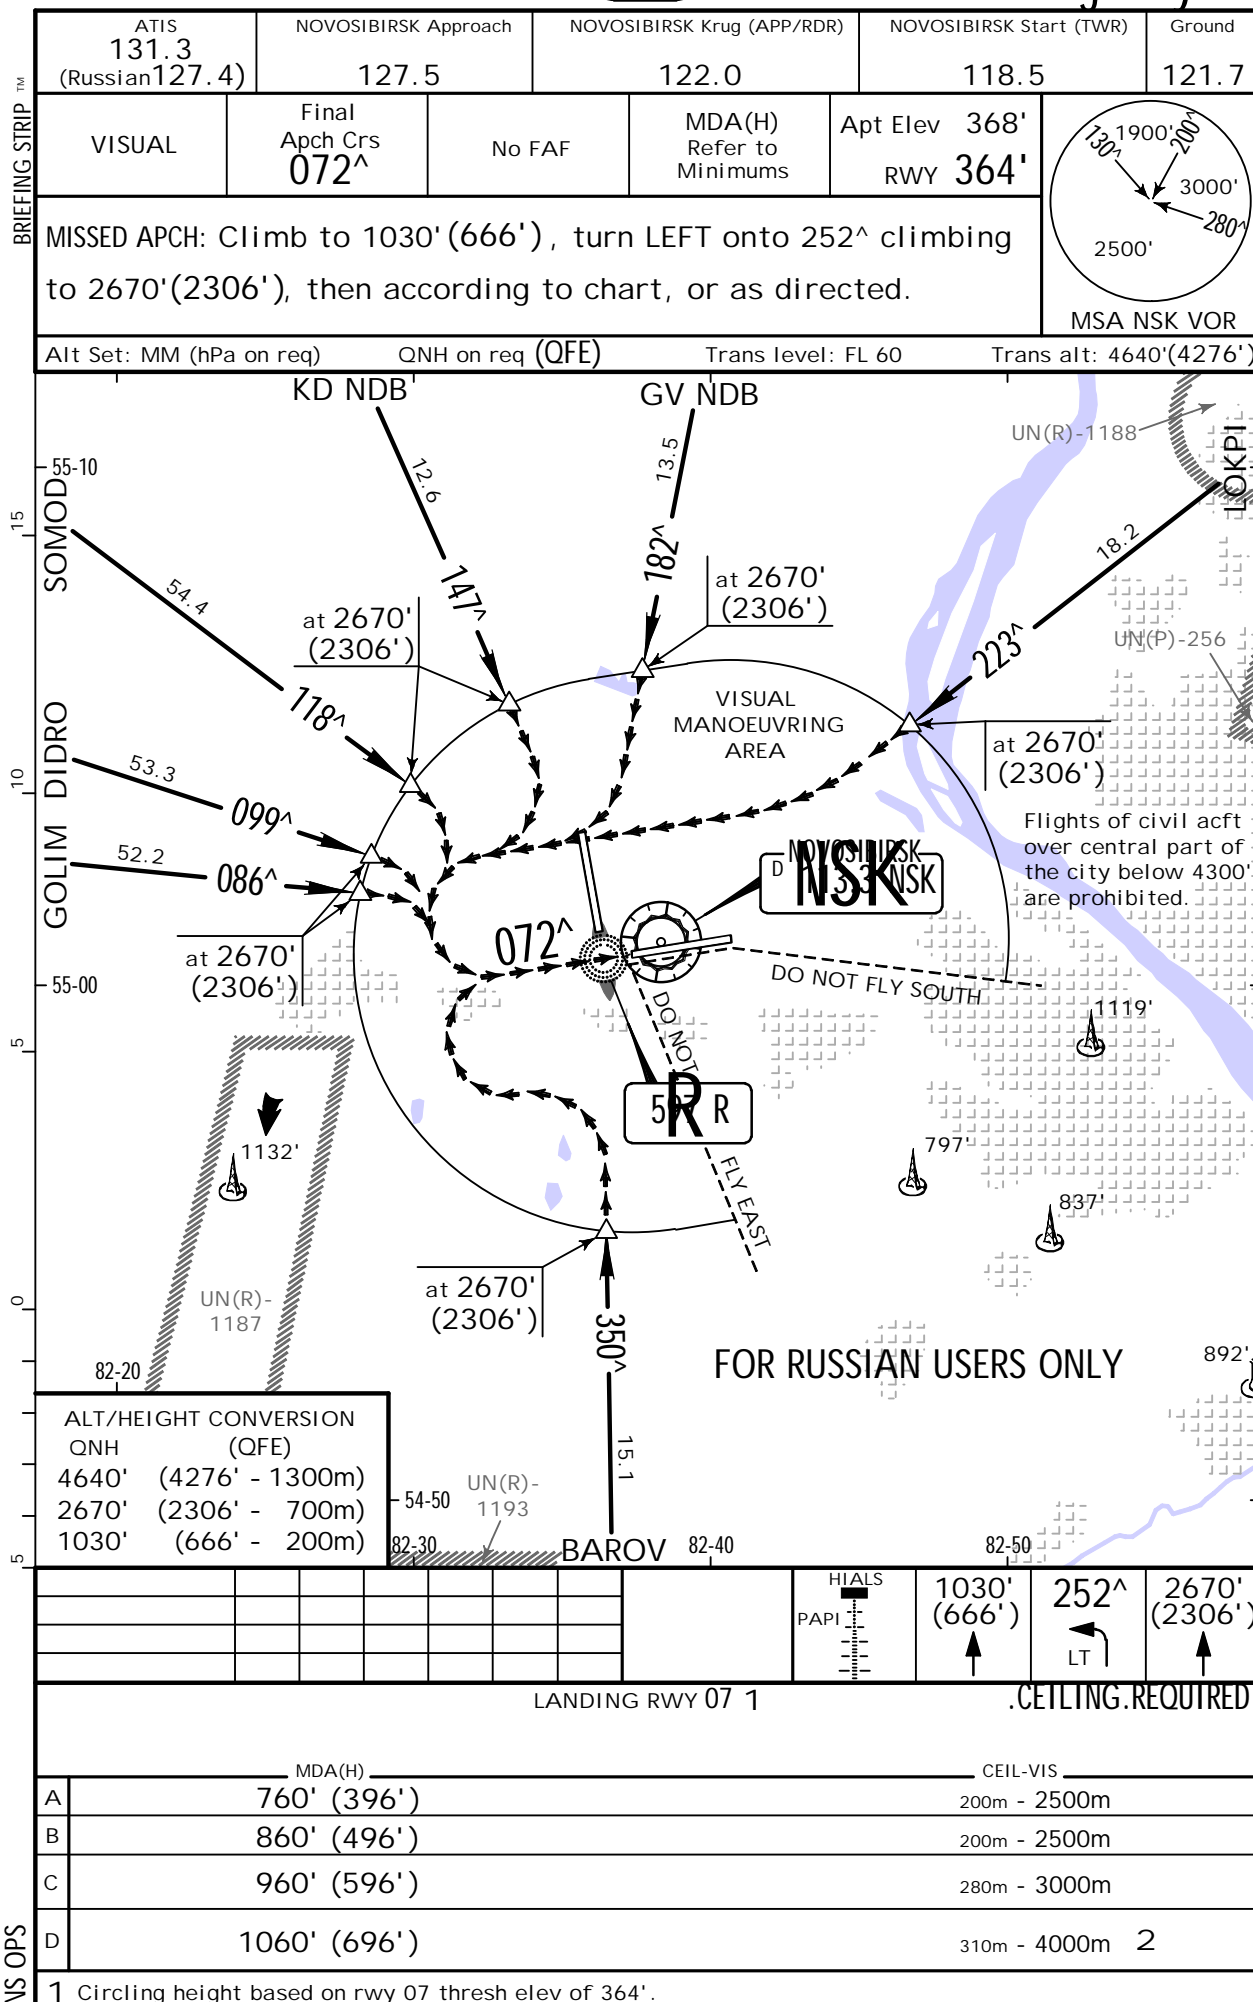 ATIS
131.3
(Russian 127.4)
NOVOSIBIRSK Approach
127.5
NOVOSIBIRSK Krug (APP/RDR)
122.0
NOVOSIBIRSK Start (TWR)
118.5
Ground
121.7
BRIEFING STRIP ™
VISUAL
Final
Apch Crs
072^
No FAF
MDA(H)
Refer to
Minimums
Apt Elev 368'
RWY 364'
MISSED APCH: Climb to 1030' (666'), turn LEFT onto 252^ climbing
to 2670' (2306'), then according to chart, or as directed.
130^
1900'
200^
3000'
280^
2500'
MSA NSK VOR
Alt Set: MM (hPa on req)
QNH on req (QFE)
Trans level: FL 60
Trans alt: 4640' (4276')
KD NDB
GV NDB
UN(R)-1188
LOKPI
55-10
SOMOD
15
12.6
13.5
18.2
54.4
147^
182^
at 2670'
(2306')
at 2670'
(2306')
223^
UN(P)-256
118^
VISUAL
MANOEUVRING
AREA
at 2670'
(2306')
DIDRO
53.3
099^
10
GOLIM
52.2
086^
Flights of civil acft
over central part of
the city below 4300'
are prohibited.
NOVOSIBIRSK
D 113.3 NSK
NSK
072^
at 2670'
(2306')
55-00
DO NOT FLY SOUTH
DO NOT
FLY EAST
1119'
5
597 R
R
1132'
797'
837'
at 2670'
(2306')
UN(R)-
1187
0
350^
FOR RUSSIAN USERS ONLY
892'
82-20
ALT/HEIGHT CONVERSION
QNH (QFE)
4640' (4276' - 1300m)
2670' (2306' - 700m)
1030' (666' - 200m)
15.1
UN(R)-
1193
54-50
82-30
BAROV
82-40
82-50
5
HIALS
PAPI
1030'
(666')
252^
LT
2670'
(2306')
LANDING RWY 07 1
.CEILING.REQUIRED
MDA(H)
CEIL-VIS
A 760' (396') 200m - 2500m
B 860' (496') 200m - 2500m
C 960' (596') 280m - 3000m
D 1060' (696') 310m - 4000m 2
NS OPS
1 Circling height based on rwy 07 thresh elev of 364'.